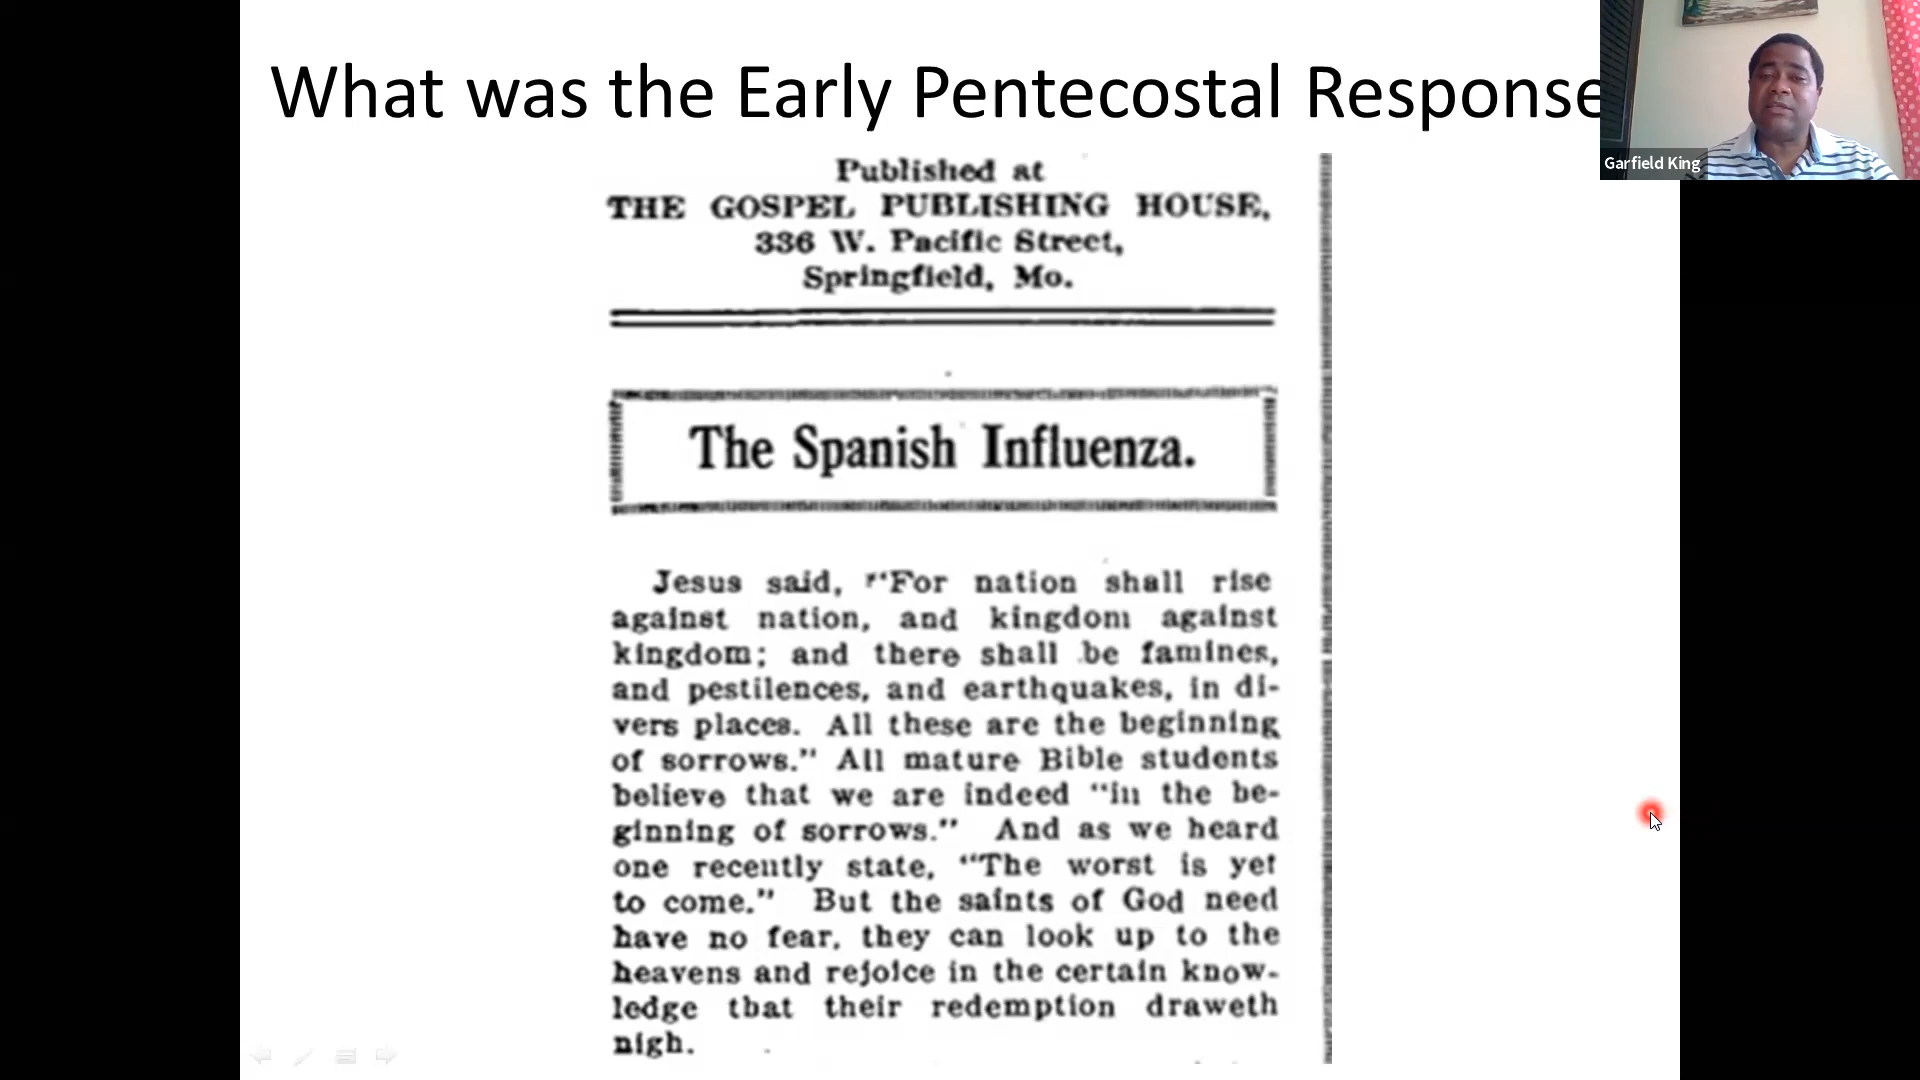 What was the Early Pentecostal Response
Garfield King
Published at
THE GOSPEL PUBLISHING HOUSE,
336 W. Pacific Street,
Springfield, Mo.
The Spanish Influenza.
Jesus said, "For nation shall rise
against nation, and kingdom against
kingdom; and there shall be famines,
and pestilences, and earthquakes, in di-
vers places. All these are the beginning
of sorrows." All mature Bible students
believe that we are indeed "in the be-
ginning of sorrows." And as we heard
one recently state, "The worst is yet
to come." But the saints of God need
have no fear, they can look up to the
heavens and rejoice in the certain know-
ledge that their redemption draweth
nigh.